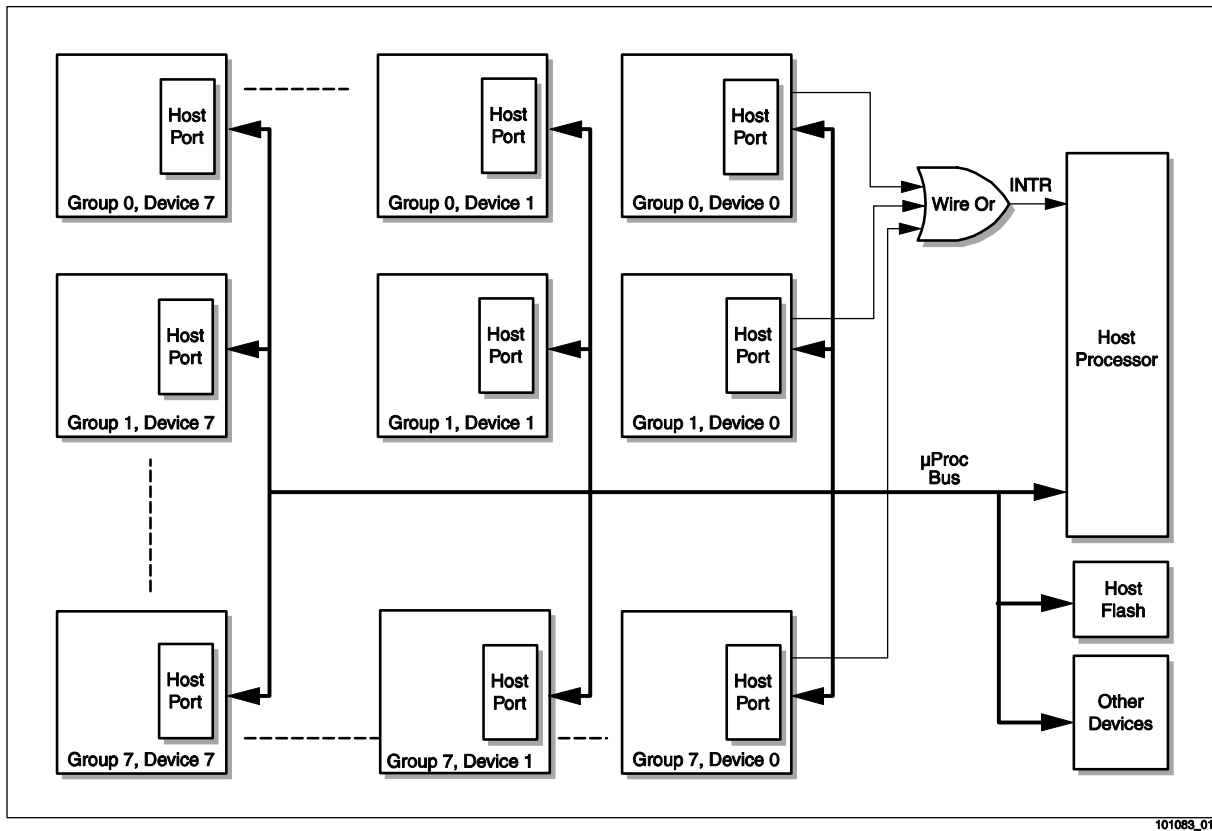 Host
Port
Group 0, Device 7
Host
Port
Group 0, Device 1
Host
Port
Group 0, Device 0
Wire Or
INTR
Host
Port
Group 1, Device 7
Host
Port
Group 1, Device 1
Host
Port
Group 1, Device 0
Host
Processor
µProc
Bus
Host
Port
Group 7, Device 7
Host
Port
Group 7, Device 1
Host
Port
Group 7, Device 0
Host
Flash
Other
Devices
101083_01